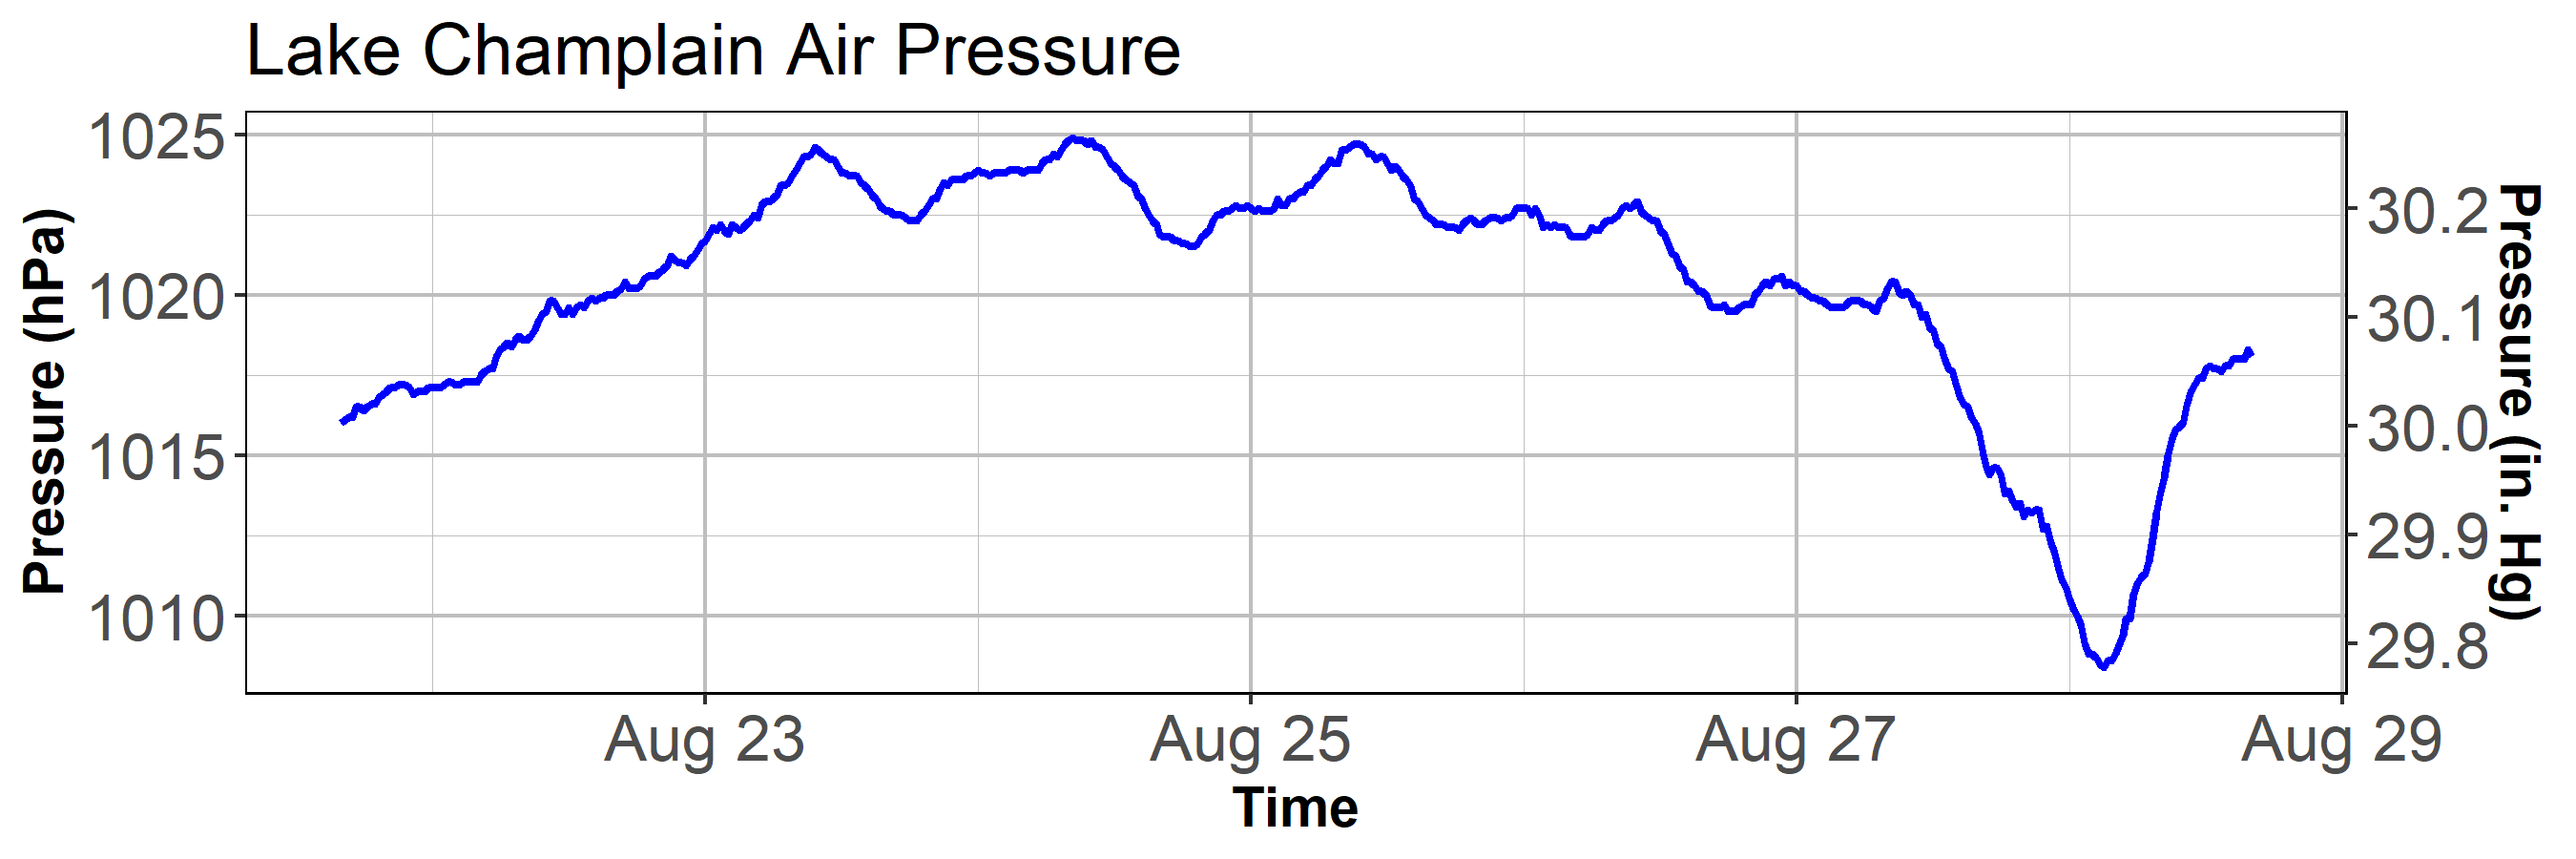 Lake Champlain Air Pressure
Pressure (hPa)
1025
1020
1015
1010
30.2
30.1
30.0
29.9
29.8
Pressure (in. Hg)
Aug 23 Aug 25 Aug 27 Aug 29
Time